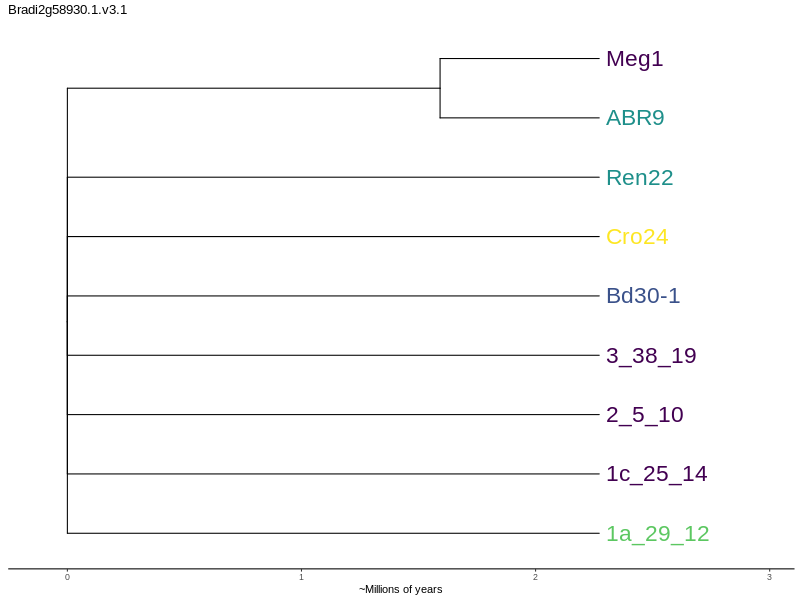 Bradi2g58930.1.v3.1
Meg1
ABR9
Ren22
Cro24
Bd30-1
3_38_19
2_5_10
1c_25_14
1a_29_12
0 1 2 3
~Millions of years